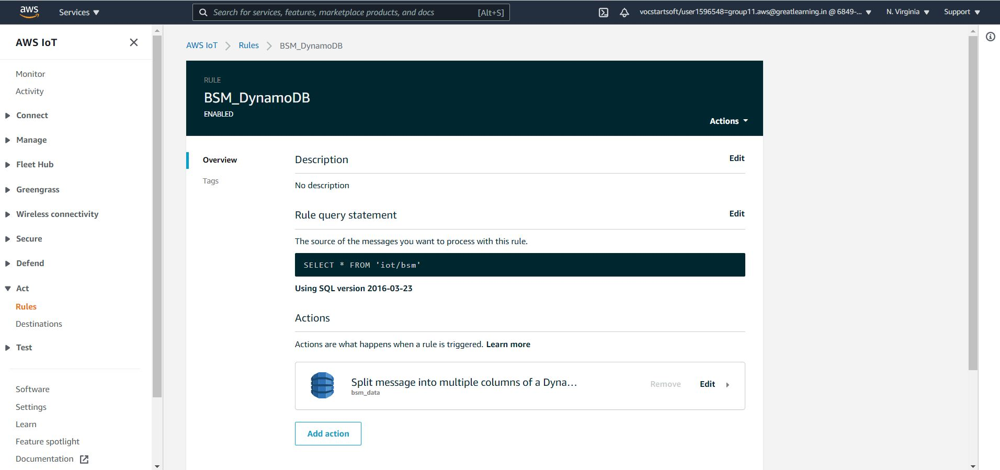 aws Services Search for services, features, marketplace products, and docs [Alt+S] vocstartsoft/user1596548=group11.aws@greatlearning.in @ 6849-... N. Virginia Support
AWS IoT
Monitor
Activity
Connect
Manage
Fleet Hub
Greengrass
Wireless connectivity
Secure
Defend
Act
Rules
Destinations
Test
Software
Settings
Learn
Feature spotlight
Documentation
AWS IoT Rules BSM_DynamoDB
RULE
BSM_DynamoDB
ENABLED
Actions
Overview
Tags
Description Edit
No description
Rule query statement Edit
The source of the messages you want to process with this rule.
SELECT * FROM 'iot/bsm'
Using SQL version 2016-03-23
Actions
Actions are what happens when a rule is triggered. Learn more
Split message into multiple columns of a Dyna...
bsm_data
Remove Edit
Add action